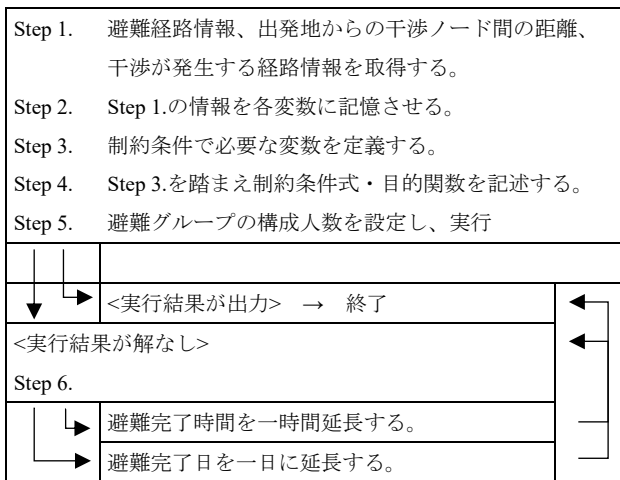 Step 1. 避難経路情報、出発地からの干渉ノード間の距離、
干渉が発生する経路情報を取得する。
Step 2. Step 1.の情報を各変数に記憶させる。
Step 3. 制約条件で必要な変数を定義する。
Step 4. Step 3.を踏まえ制約条件式・目的関数を記述する。
Step 5. 避難グループの構成人数を設定し、実行
<実行結果が出力> → 終了
<実行結果が解なし>
Step 6.
避難完了時間を一時間延長する。
避難完了日を一日に延長する。